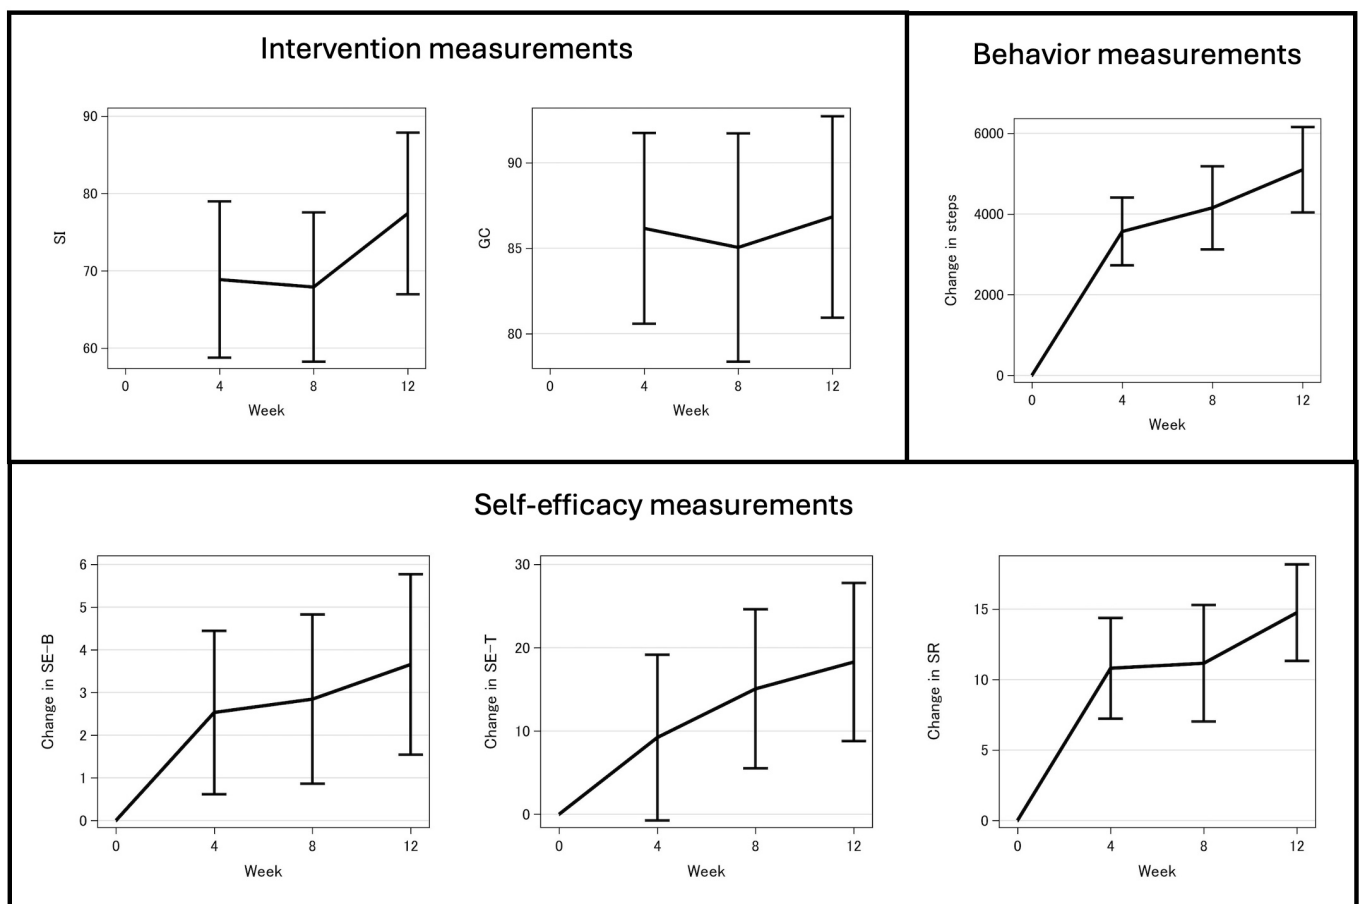 Intervention measurements
90
80
70
60
SI
0 4 8 12
Week
90
85
80
GC
0 4 8 12
Week
Behavior measurements
6000
4000
2000
0
Change in steps
0 4 8 12
Week
Self-efficacy measurements
6
5
4
3
2
1
0
Change in SE-B
0 4 8 12
Week
30
20
10
0
Change in SE-T
0 4 8 12
Week
15
10
5
0
Change in SR
0 4 8 12
Week